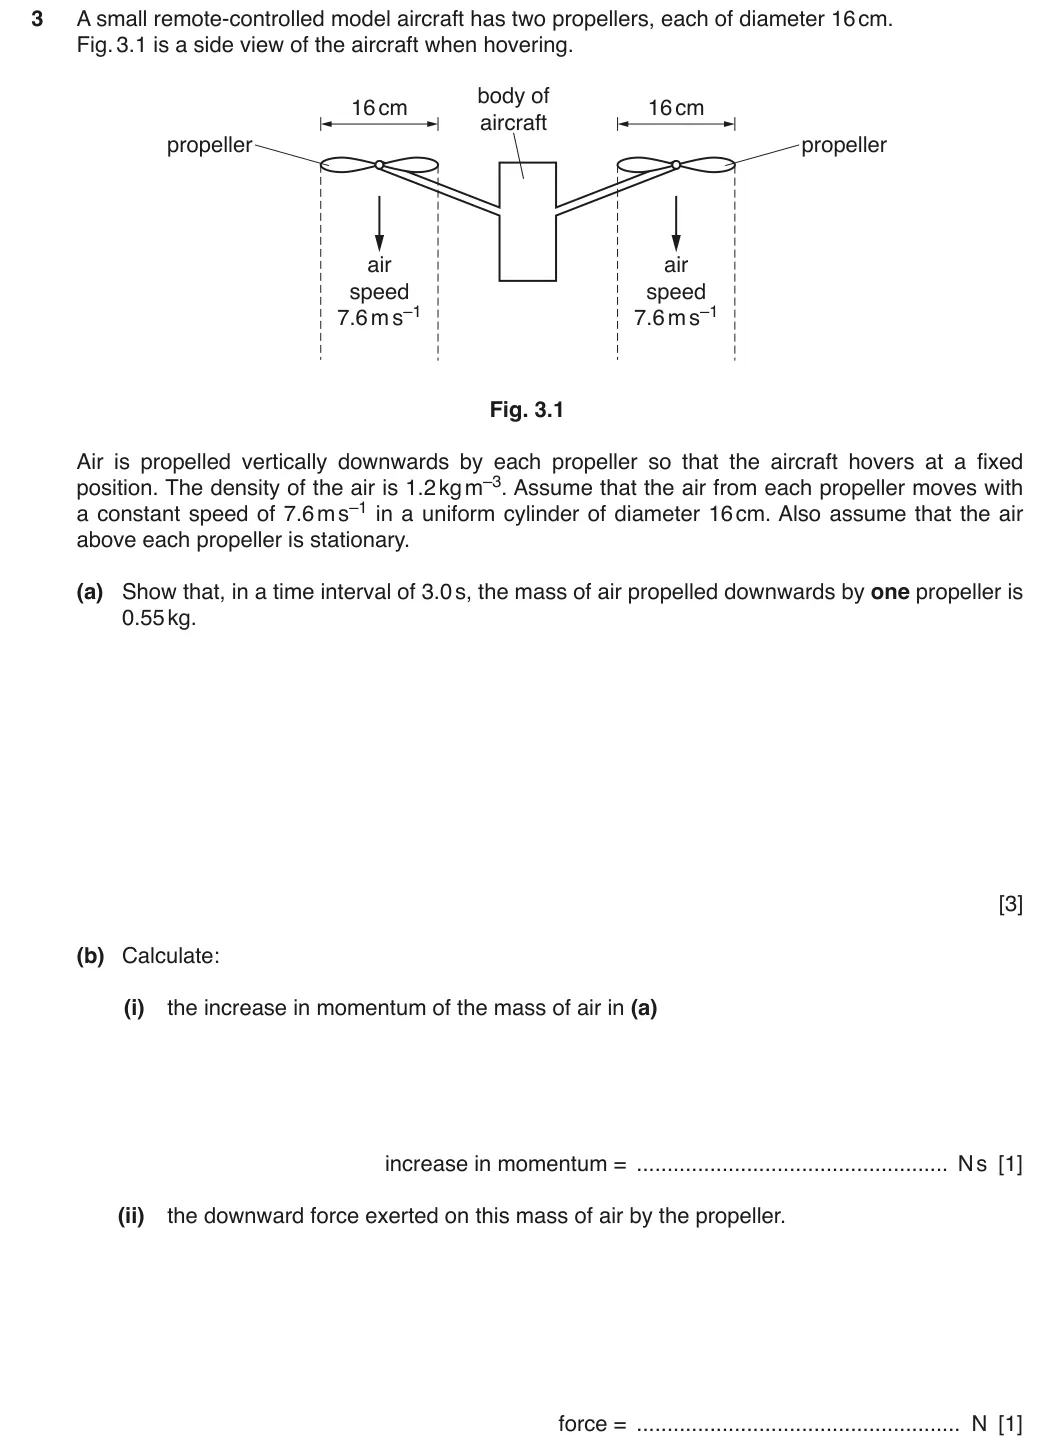 3 A small remote-controlled model aircraft has two propellers, each of diameter 16 cm.
Fig. 3.1 is a side view of the aircraft when hovering.
body of
aircraft
16 cm
16 cm
propeller
propeller
air
speed
7.6 m s⁻¹
air
speed
7.6 m s⁻¹
Fig. 3.1
Air is propelled vertically downwards by each propeller so that the aircraft hovers at a fixed
position. The density of the air is 1.2 kg m⁻³. Assume that the air from each propeller moves with
a constant speed of 7.6 m s⁻¹ in a uniform cylinder of diameter 16 cm. Also assume that the air
above each propeller is stationary.
(a) Show that, in a time interval of 3.0 s, the mass of air propelled downwards by one propeller is
0.55 kg.
[3]
(b) Calculate:
(i) the increase in momentum of the mass of air in (a)
increase in momentum = ................................................... N s [1]
(ii) the downward force exerted on this mass of air by the propeller.
force = ..................................................... N [1]